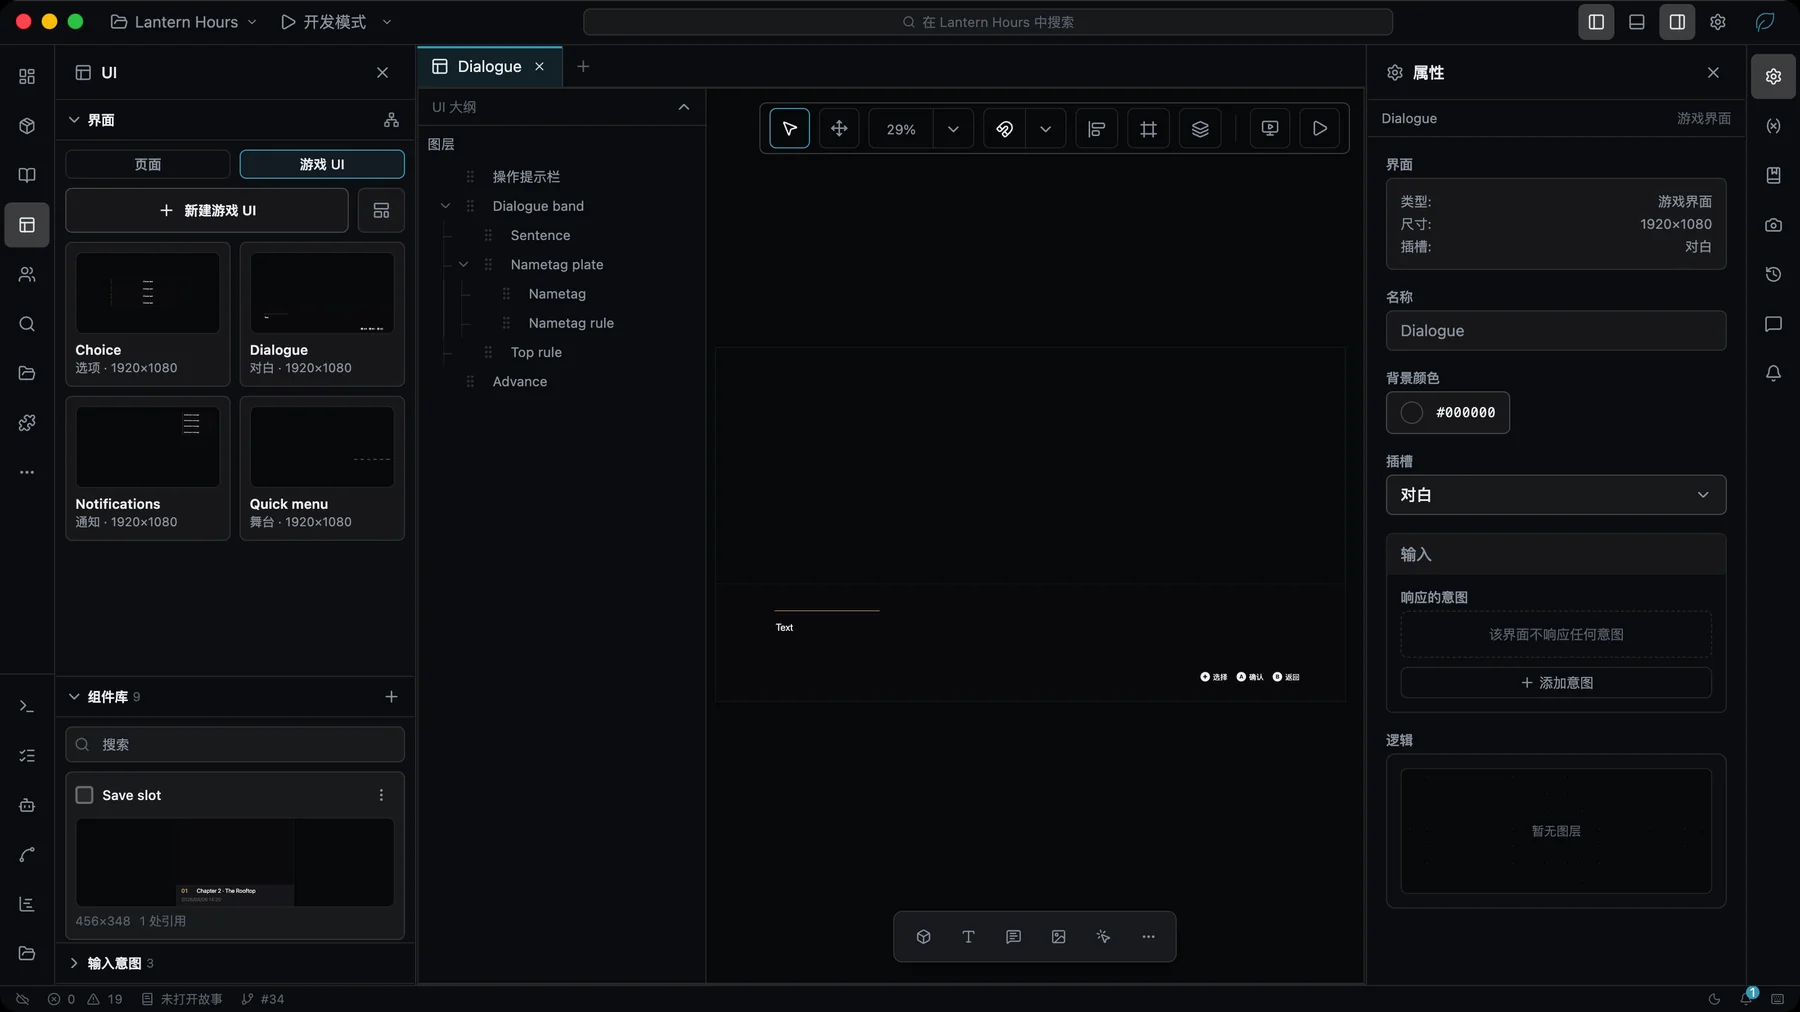 Lantern Hours
开发模式
在 Lantern Hours 中搜索
UI
界面
页面
游戏 UI
新建游戏 UI
Choice
选项 · 1920×1080
Dialogue
对白 · 1920×1080
Notifications
通知 · 1920×1080
Quick menu
舞台 · 1920×1080
组件库 9
搜索
Save slot
01 Chapter 2 - The Rooftop
456×348 1 处引用
输入意图 3
Dialogue
UI 大纲
图层
操作提示栏
Dialogue band
Sentence
Nametag plate
Nametag
Nametag rule
Top rule
Advance
29%
Text
选择
A 确认
B 返回
属性
Dialogue
游戏界面
界面
类型:
游戏界面
尺寸:
1920×1080
插槽:
对白
名称
Dialogue
背景颜色
#000000
插槽
对白
输入
响应的意图
该界面不响应任何意图
添加意图
逻辑
暂无图层
0
19
未打开故事
#34
1